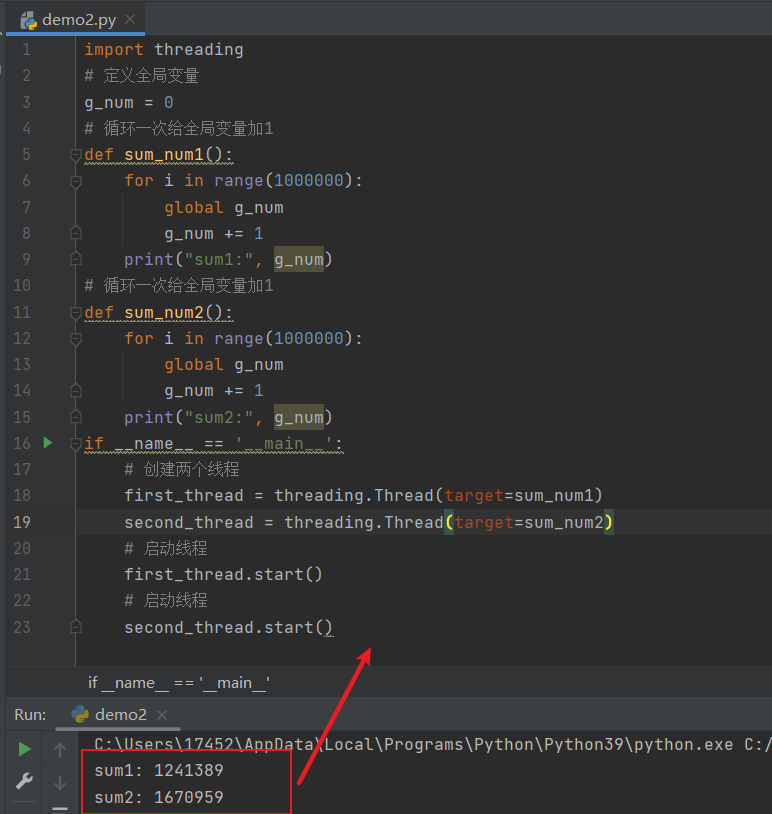 demo2.py
1 import threading
2 # 定义全局变量
3 g_num = 0
4 # 循环一次给全局变量加1
5 def sum_num1():
6 for i in range(1000000):
7 global g_num
8 g_num += 1
9 print("sum1:", g_num)
10 # 循环一次给全局变量加1
11 def sum_num2():
12 for i in range(1000000):
13 global g_num
14 g_num += 1
15 print("sum2:", g_num)
16 if __name__ == '__main__':
17 # 创建两个线程
18 first_thread = threading.Thread(target=sum_num1)
19 second_thread = threading.Thread(target=sum_num2)
20 # 启动线程
21 first_thread.start()
22 # 启动线程
23 second_thread.start()
if __name__ == '__main__'
Run: demo2
C:\Users\17452\AppData\Local\Programs\Python\Python39\python.exe C:/
sum1: 1241389
sum2: 1670959